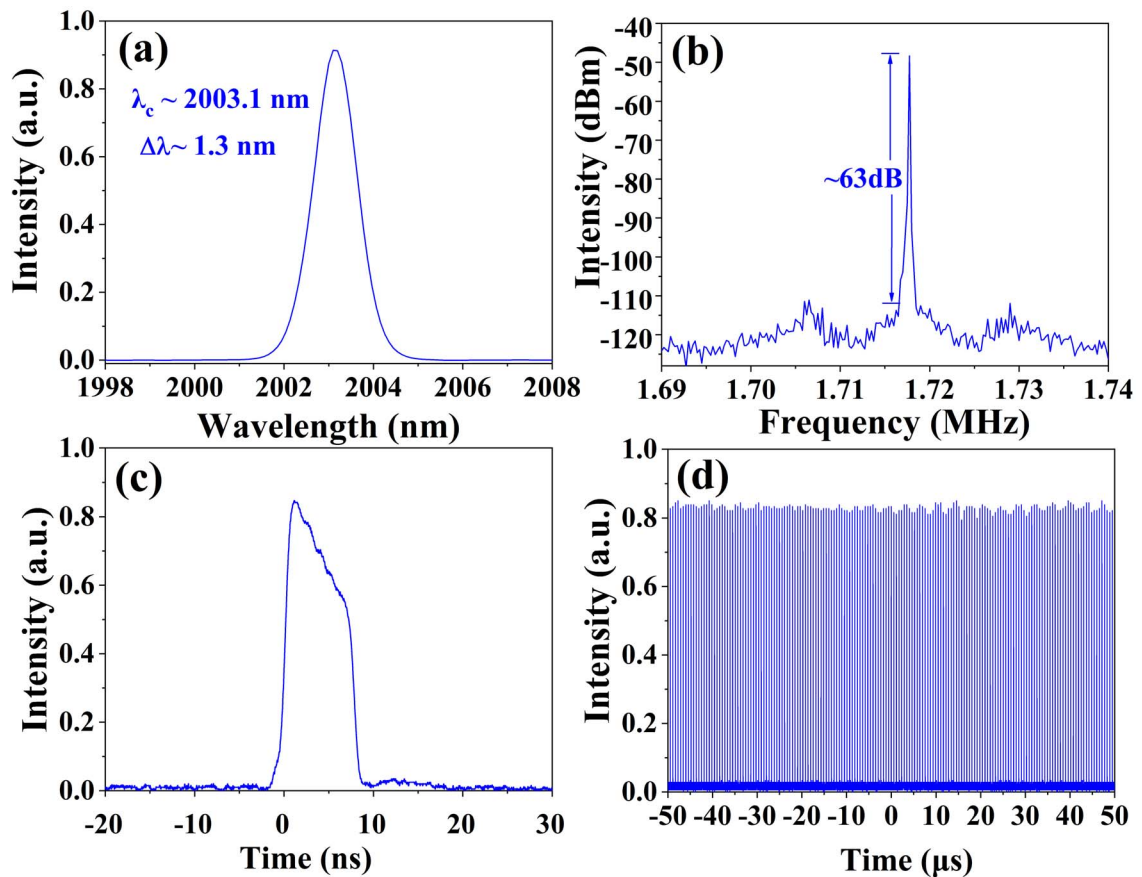 (a)
λc ~ 2003.1 nm
Δλ~ 1.3 nm
Intensity (a.u.)
1.0
0.8
0.6
0.4
0.2
0.0
1998 2000 2002 2004 2006 2008
Wavelength (nm)
(b)
~63dB
Intensity (dBm)
-40
-50
-60
-70
-80
-90
-100
-110
-120
1.69 1.70 1.71 1.72 1.73 1.74
Frequency (MHz)
(c)
Intensity (a.u.)
1.0
0.8
0.6
0.4
0.2
0.0
-20 -10 0 10 20 30
Time (ns)
(d)
Intensity (a.u.)
1.0
0.8
0.6
0.4
0.2
0.0
-50 -40 -30 -20 -10 0 10 20 30 40 50
Time (μs)